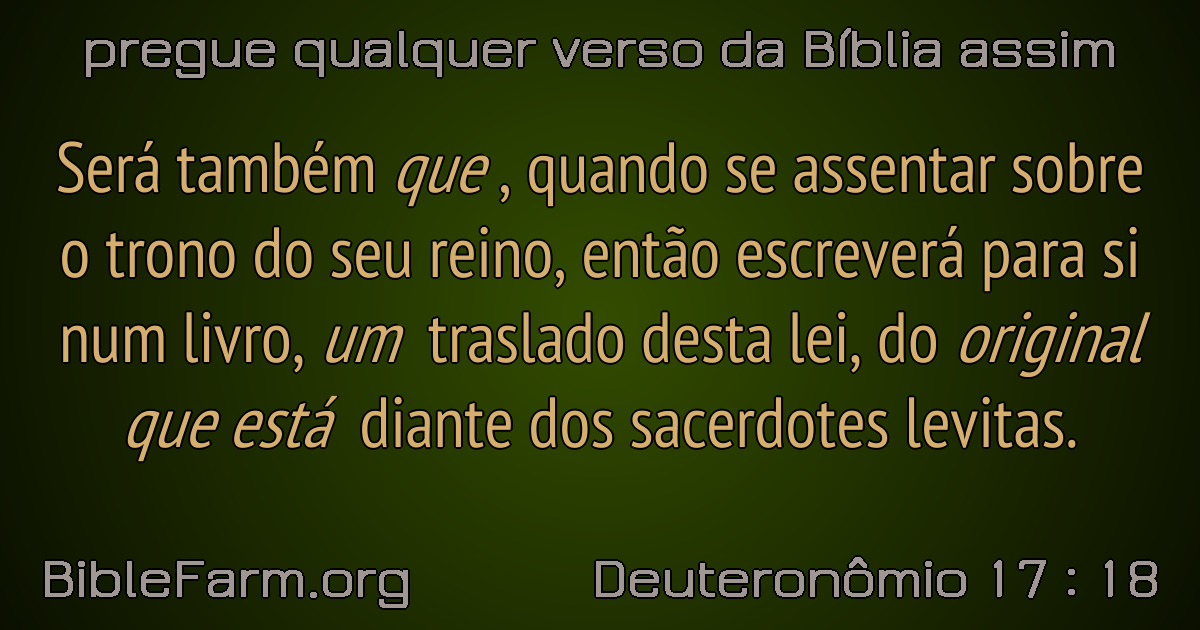 pregue qualquer verso da Bíblia assim
Será também que , quando se assentar sobre
o trono do seu reino, então escreverá para si
num livro, um traslado desta lei, do original
que está diante dos sacerdotes levitas.
BibleFarm.org
Deuteronômio 17 : 18